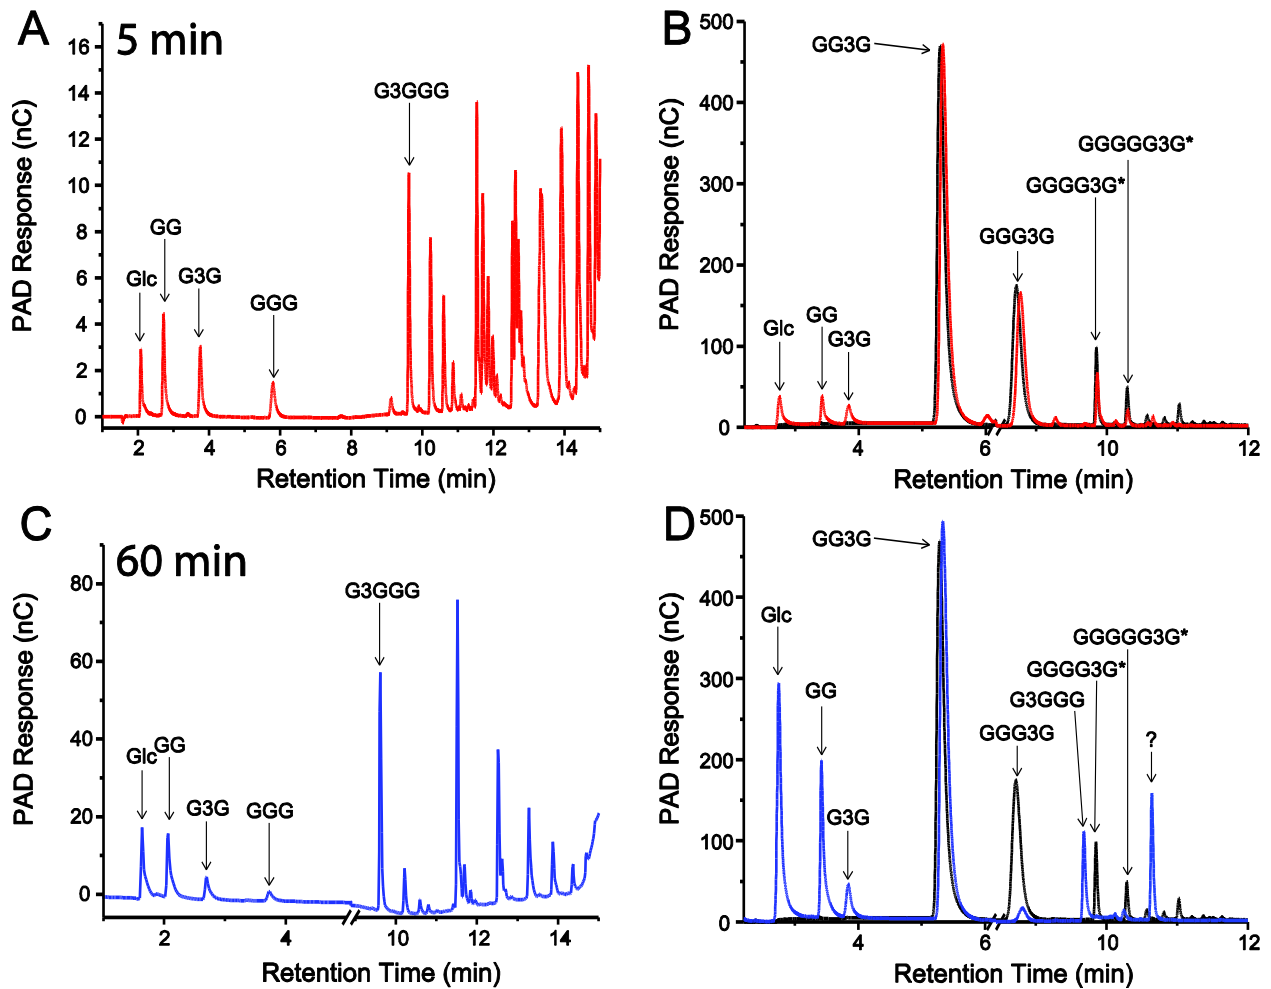 A
5 min
16
14
12
10
8
6
4
2
0
PAD Response (nC)
Glc
GG
G3G
GGG
G3GGG
2
4
6
8
10
12
14
Retention Time (min)
B
500
400
300
200
100
0
PAD Response (nC)
GG3G
GGGGG3G*
GGGG3G*
GGG3G
Glc
GG
G3G
4
6
10
12
Retention Time (min)
C
60 min
80
60
40
20
0
PAD Response (nC)
G3GGG
Glc
GG
G3G
GGG
2
4
10
12
14
Retention Time (min)
D
500
400
300
200
100
0
PAD Response (nC)
GG3G
Glc
GGGGG3G*
GGGG3G*
GG
G3GGG
GGG3G
?
G3G
4
6
10
12
Retention Time (min)